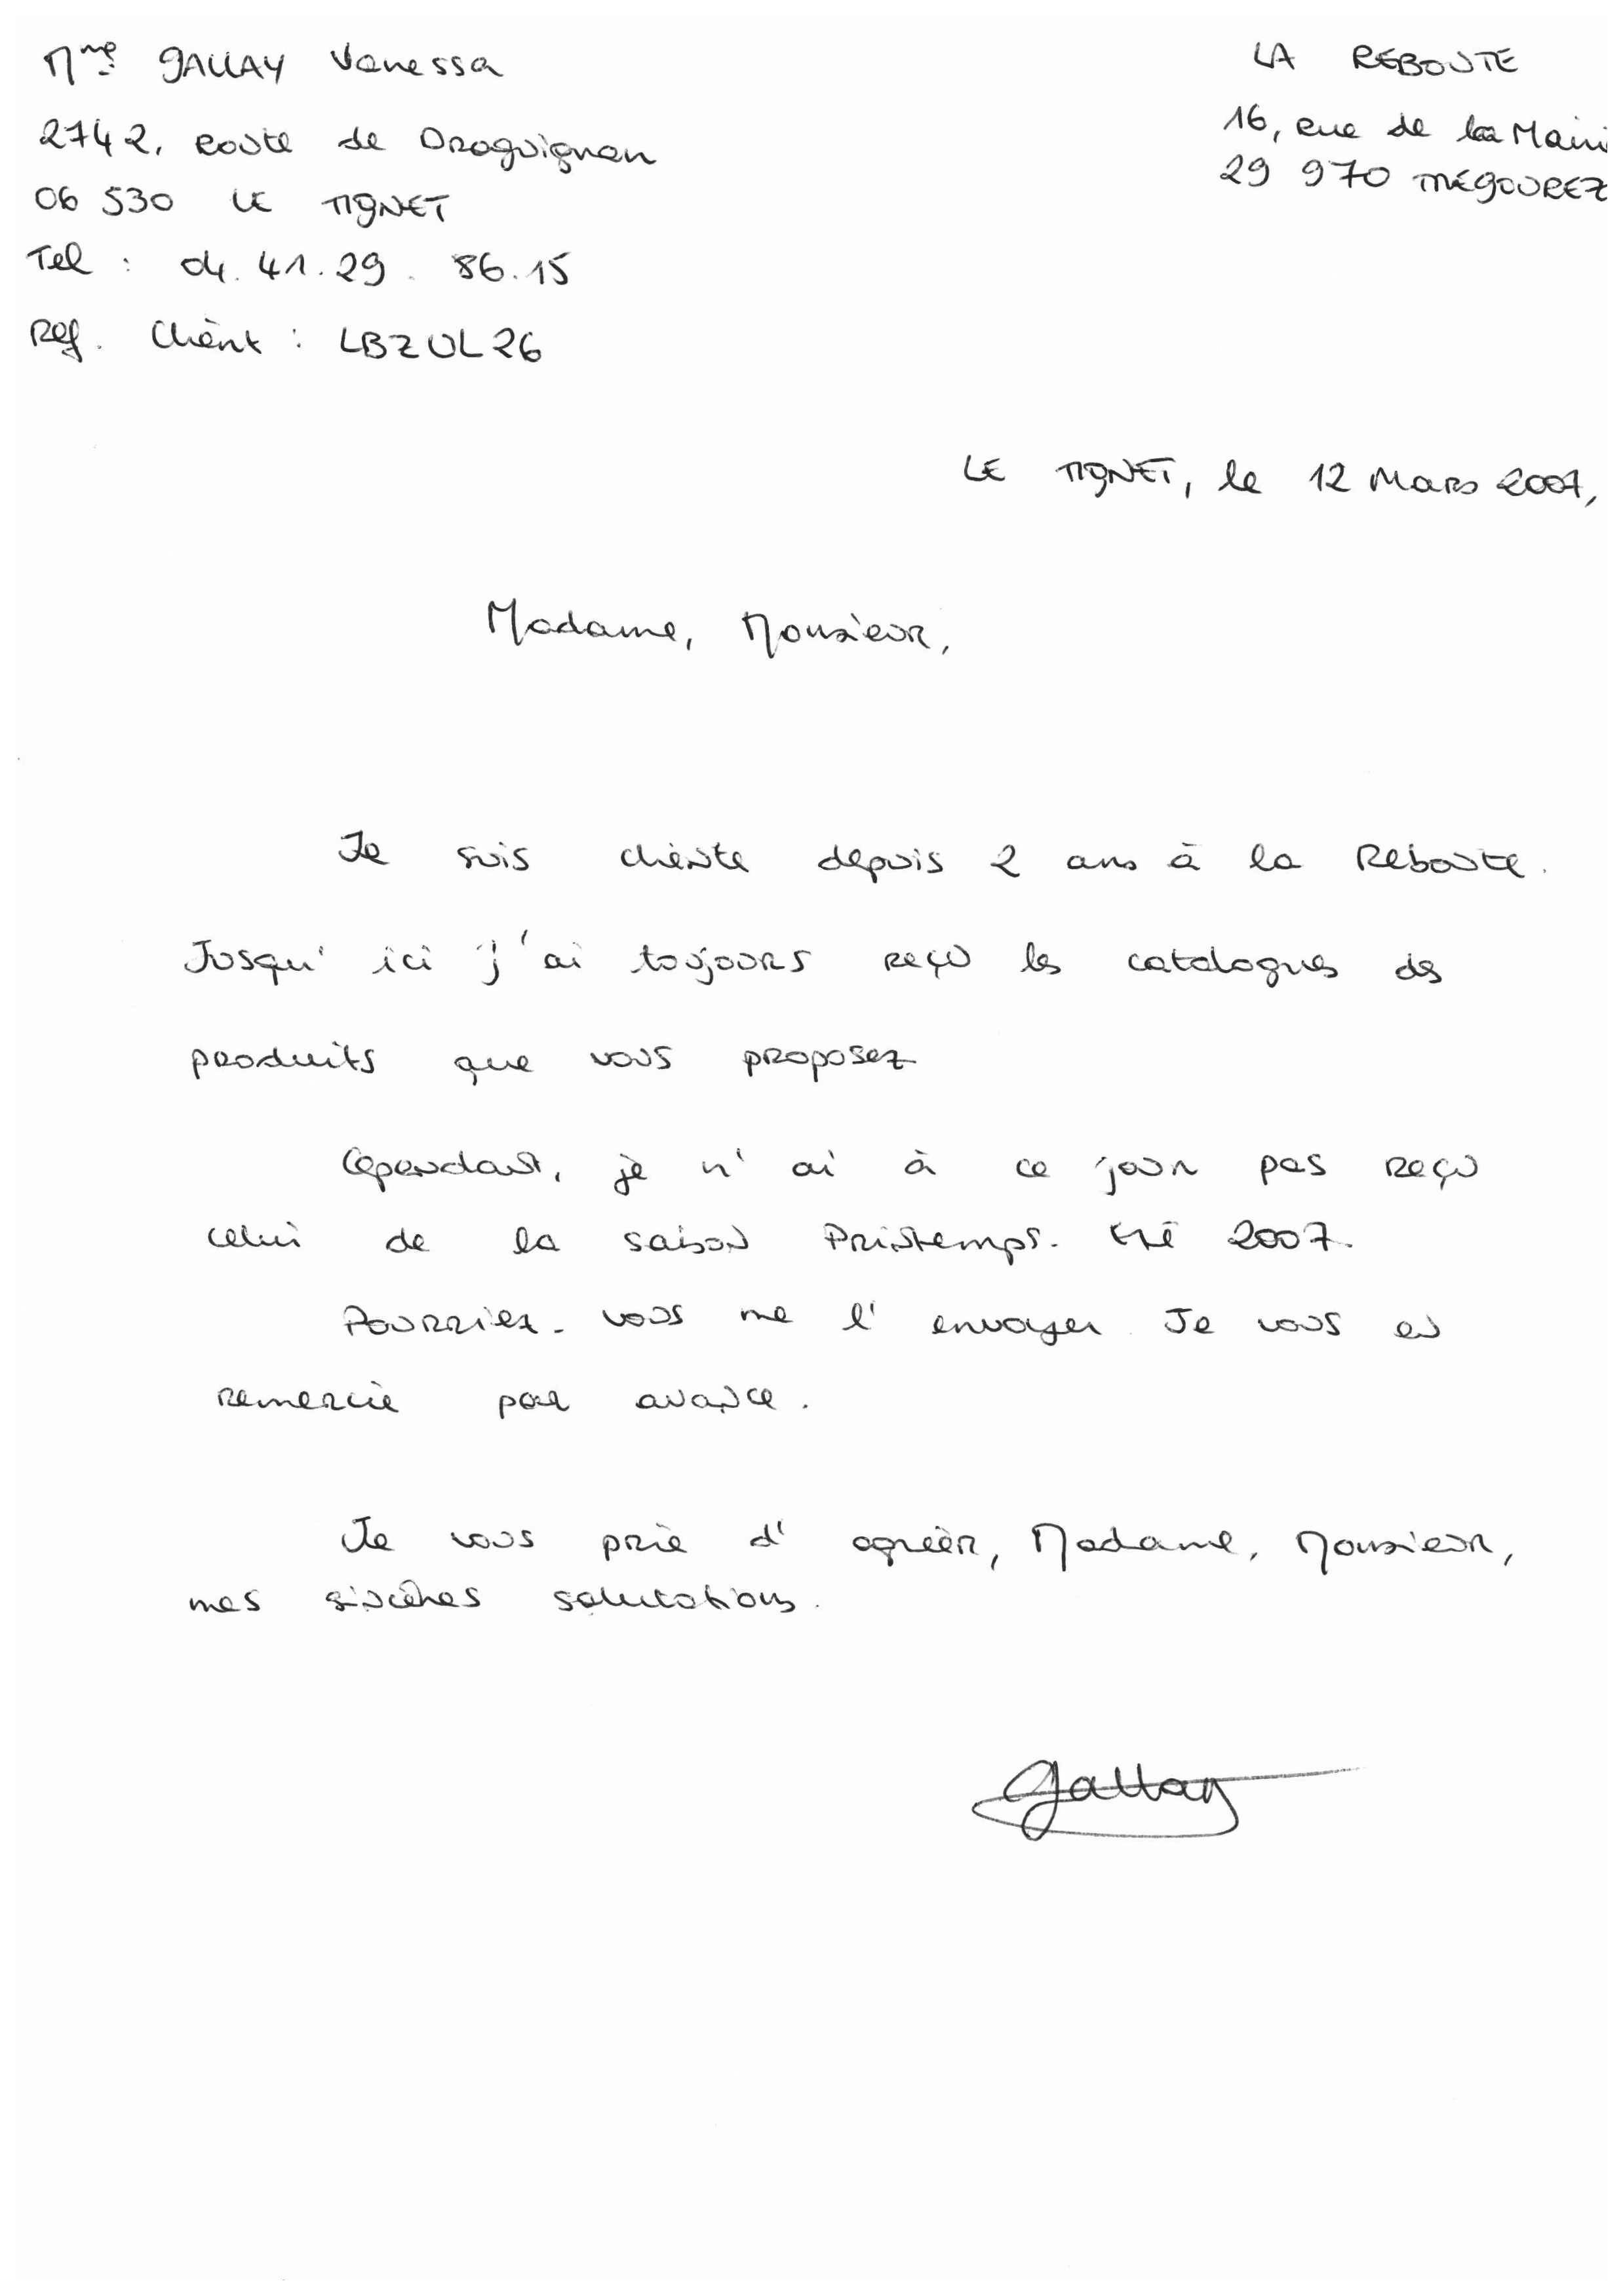 Mme GALLAY Vanessa
2742, route de Draguignan
06 530 LE TIGNET
Tel : 04.41.29.86.15
Ref. Client : LBZUL26
LA REBOUTE
16, rue de la Mairi
29 970 TREGOUREZ
LE TIGNET, le 12 Mars 2007,
Madame, Monsieur,
Je suis cliente depuis 2 ans à la Reboute.
Jusqu'ici j'ai toujours reçu les catalogues des
produits que vous proposez
Cependant, je n'ai à ce jour pas reçu
celui de la saison Printemps-Eté 2007.
Pourriez-vous me l'envoyer. Je vous en
remercie par avance.
Je vous prie d'agréer, Madame, Monsieur,
mes sincères salutations.
Gallay